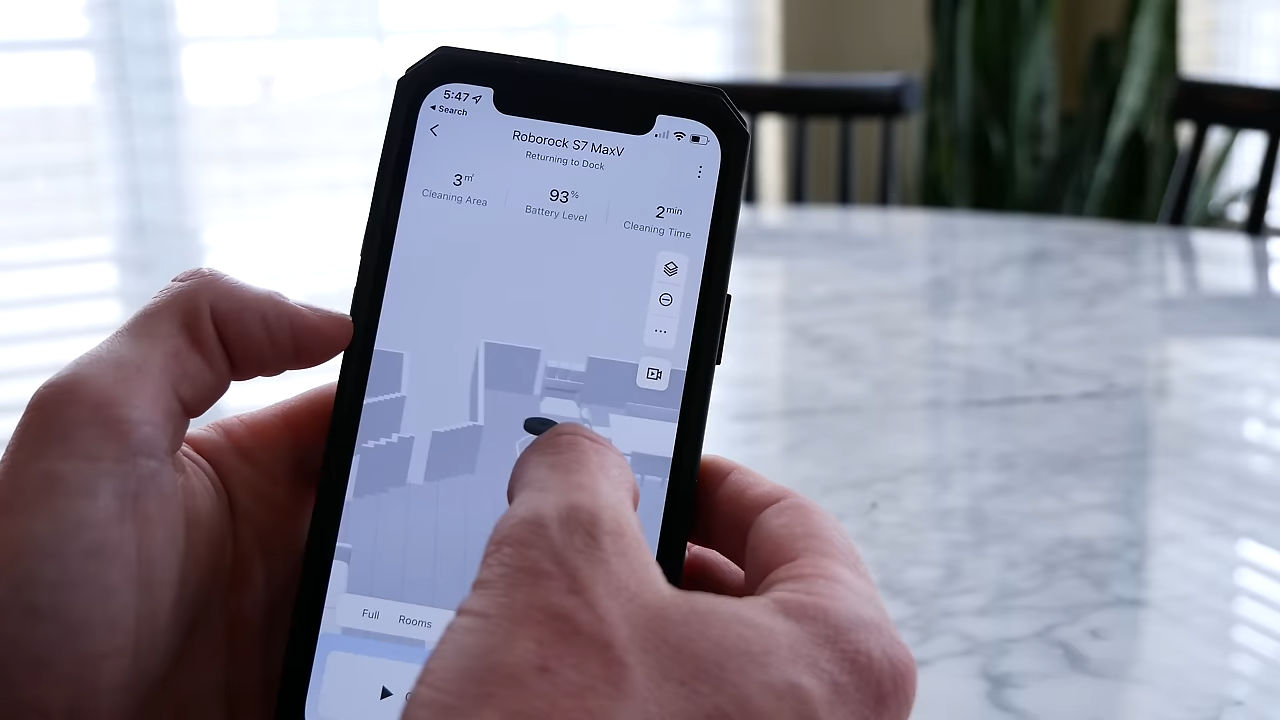 5:47
Search
Roborock S7 MaxV
Returning to Dock
3㎡
Cleaning Area
93%
Battery Level
2min
Cleaning Time
Full Rooms